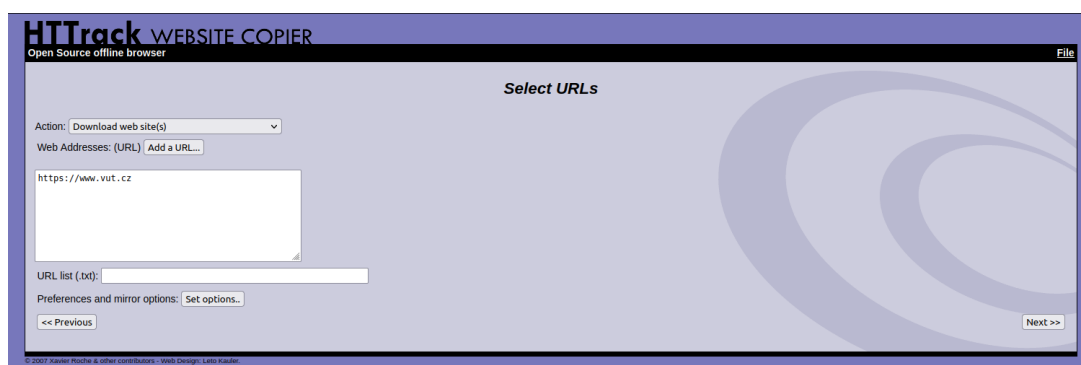 HTTrack WEBSITE COPIER
Open Source offline browser File
Select URLs
Action: Download web site(s)
Web Addresses: (URL) Add a URL...
https://www.vut.cz
URL list (.txt):
Preferences and mirror options: Set options..
<< Previous Next >>
© 2007 Xavier Roche & other contributors - Web Design: Leto Kauler.